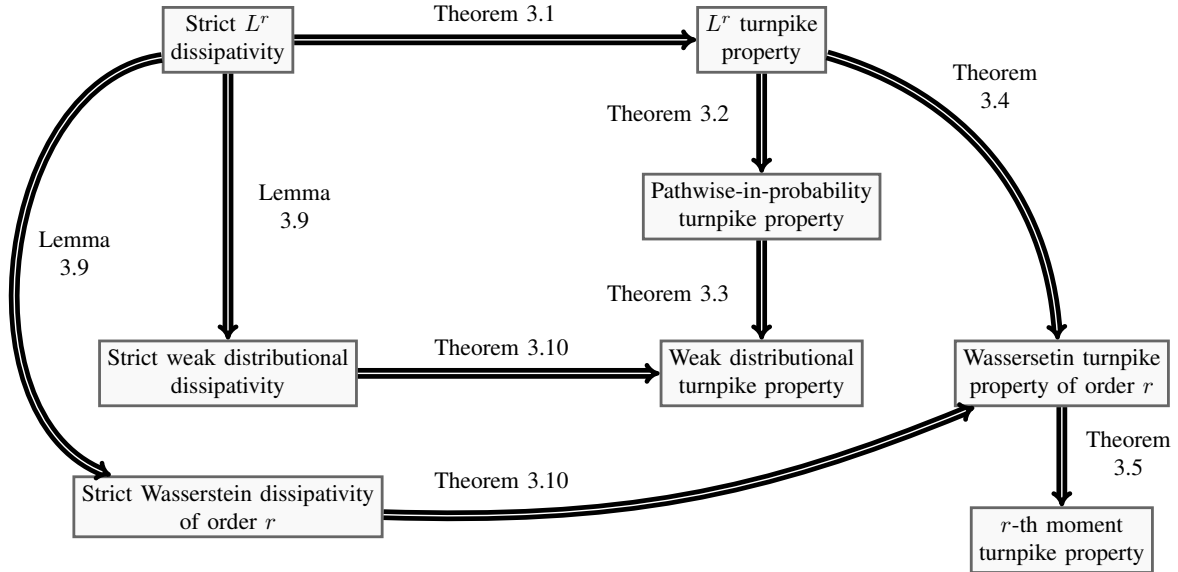 Strict L^r
dissipativity
Theorem 3.1
L^r turnpike
property
Theorem
3.4
Theorem 3.2
Pathwise-in-probability
turnpike property
Lemma
3.9
Lemma
3.9
Theorem 3.3
Strict weak distributional
dissipativity
Theorem 3.10
Weak distributional
turnpike property
Wassersetin turnpike
property of order r
Strict Wasserstein dissipativity
of order r
Theorem 3.10
Theorem
3.5
r-th moment
turnpike property